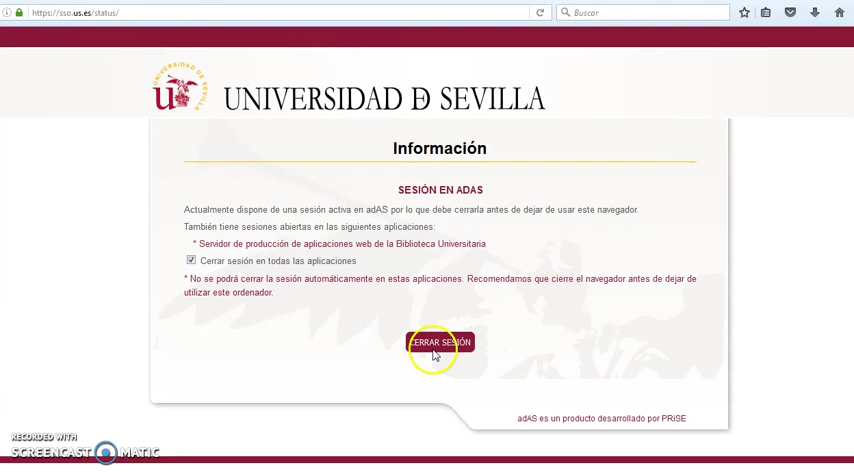 https://sso.us.es/status/
Buscar
UNIVERSIDAD DE SEVILLA
UNIVERSIDAD D SEVILLA
Información
SESIÓN EN ADAS
Actualmente dispone de una sesión activa en adAS por lo que debe cerrarla antes de dejar de usar este navegador.
También tiene sesiones abiertas en las siguientes aplicaciones:
* Servidor de producción de aplicaciones web de la Biblioteca Universitaria
Cerrar sesión en todas las aplicaciones
* No se podrá cerrar la sesión automáticamente en estas aplicaciones. Recomendamos que cierre el navegador antes de dejar de
utilizar este ordenador.
CERRAR SESIÓN
adAS es un producto desarrollado por PRiSE
RECORDED WITH
SCREENCAST MATIC